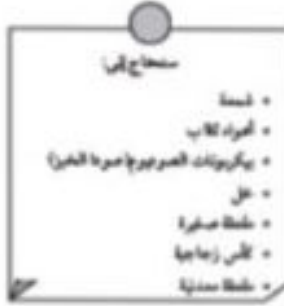 ستحتاج إلى:
• شمعة
• أعواد ثقاب
• بيكربونات الصوديوم (صودا الخبز)
• خل
• ملعقة صغيرة
• كأس زجاجية
• ملعقة معدنية